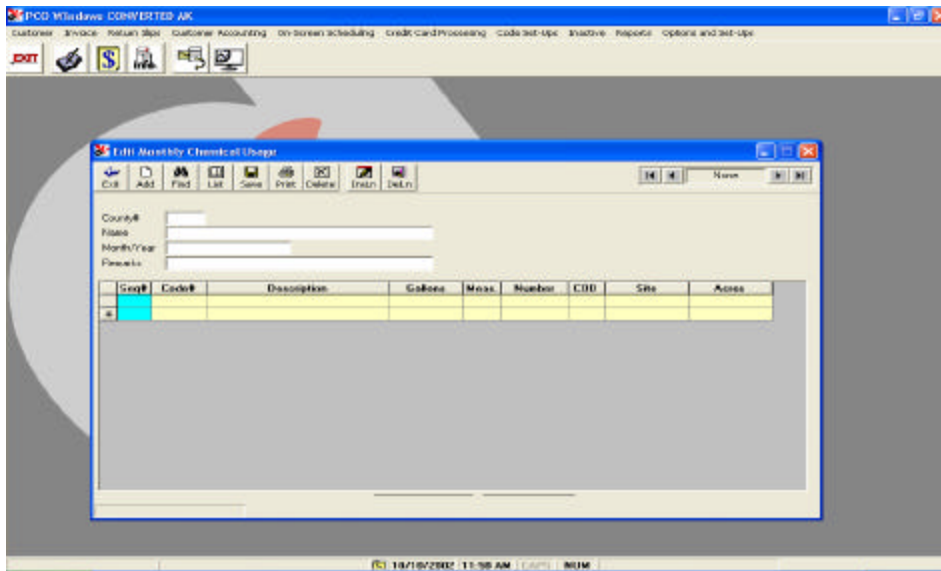 PCO Windows CONVERTED AK
Customer Invoice Return Slips Customer Accounting On-Screen Scheduling Credit Card Processing Code Set-Ups Inactive Reports Options and Set-Ups
EXIT $
Edit Monthly Chemical Usage
Exit Add Find List Save Print Delete InsLn DelLn
County#
Name
Month/Year
Remarks
Seq# Code# Description Gallons Meas. Number COD Site Acres
10/10/2002 11:58 AM CAPS NUM